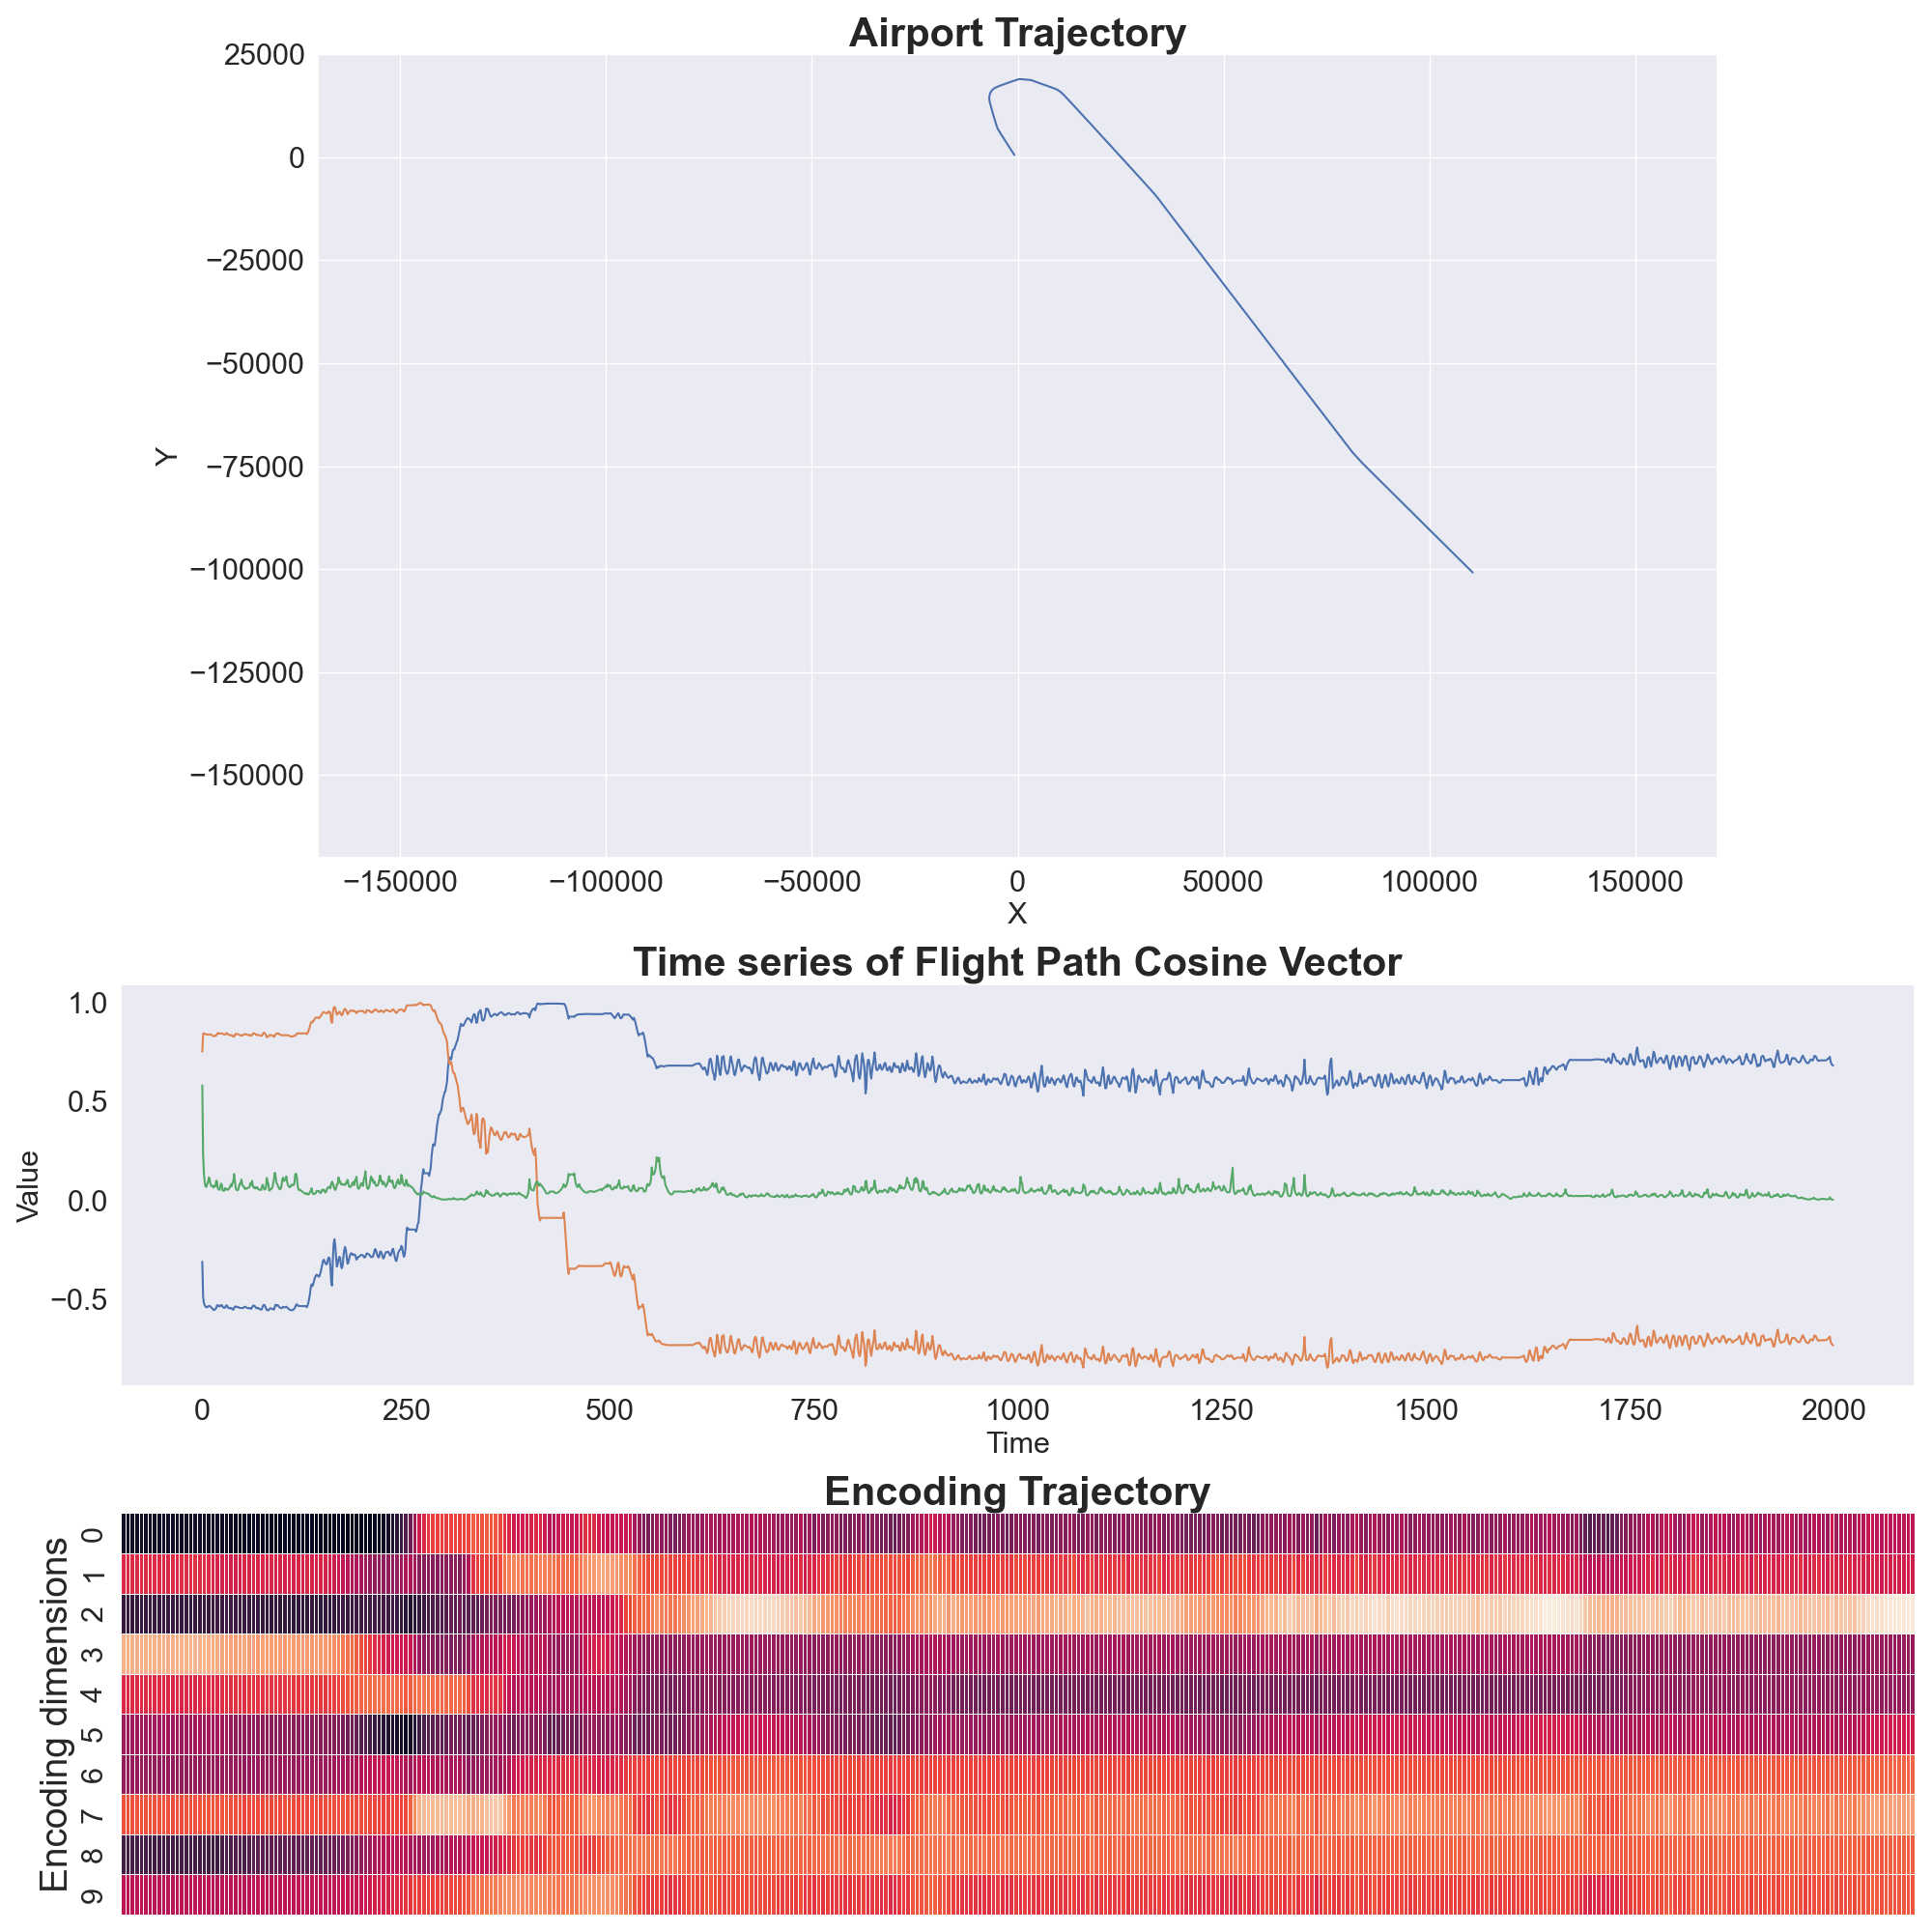 Airport Trajectory
25000
0
−25000
−50000
−75000
−100000
−125000
−150000
Y
−150000 −100000 −50000 0 50000 100000 150000
X
Time series of Flight Path Cosine Vector
1.0
0.5
0.0
−0.5
Value
0 250 500 750 1000 1250 1500 1750 2000
Time
Encoding Trajectory
0
1
2
3
4
5
6
7
8
9
Encoding dimensions